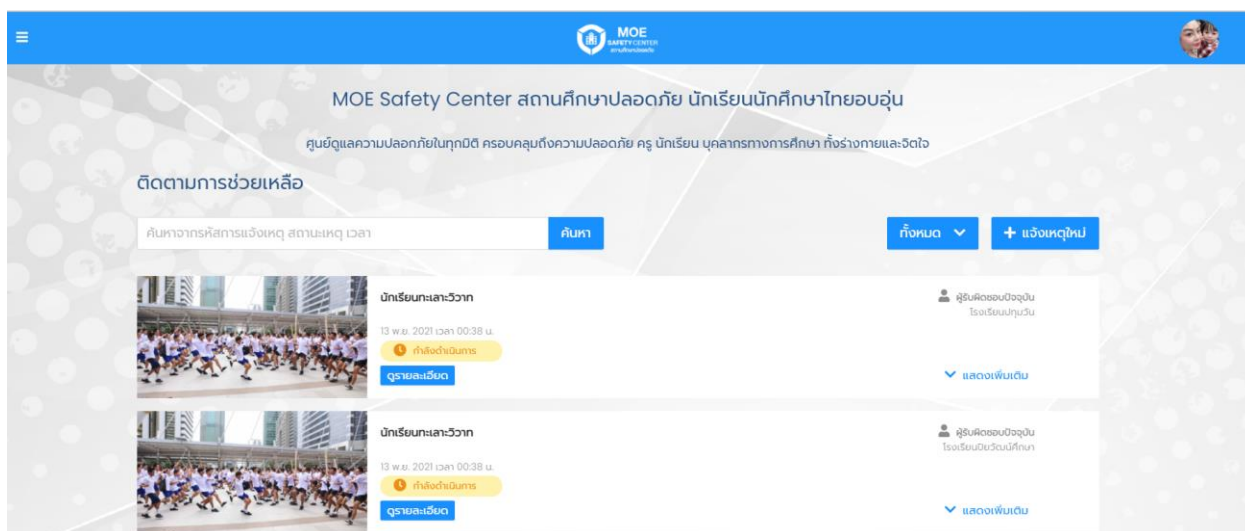 MOE
SAFETY CENTER
สถานศึกษาปลอดภัย
MOE Safety Center สถานศึกษาปลอดภัย นักเรียนนักศึกษาไทยอบอุ่น
ศูนย์ดูแลความปลอกภัยในทุกมิติ ครอบคลุมถึงความปลอดภัย ครู นักเรียน บุคลากรทางการศึกษา ทั้งร่างกายและจิตใจ
ติดตามการช่วยเหลือ
ค้นหาจากรหัสการแจ้งเหตุ สถานะเหตุ เวลา
ค้นหา
ทั้งหมด
+ แจ้งเหตุใหม่
นักเรียนทะเลาะวิวาท
ผู้รับผิดชอบปัจจุบัน
โรงเรียนปทุมวัน
13 พ.ย. 2021 เวลา 00:38 น.
กำลังดำเนินการ
ดูรายละเอียด
แสดงเพิ่มเติม
นักเรียนทะเลาะวิวาท
ผู้รับผิดชอบปัจจุบัน
โรงเรียนปิยวัฒน์ศึกษา
13 พ.ย. 2021 เวลา 00:38 น.
กำลังดำเนินการ
ดูรายละเอียด
แสดงเพิ่มเติม